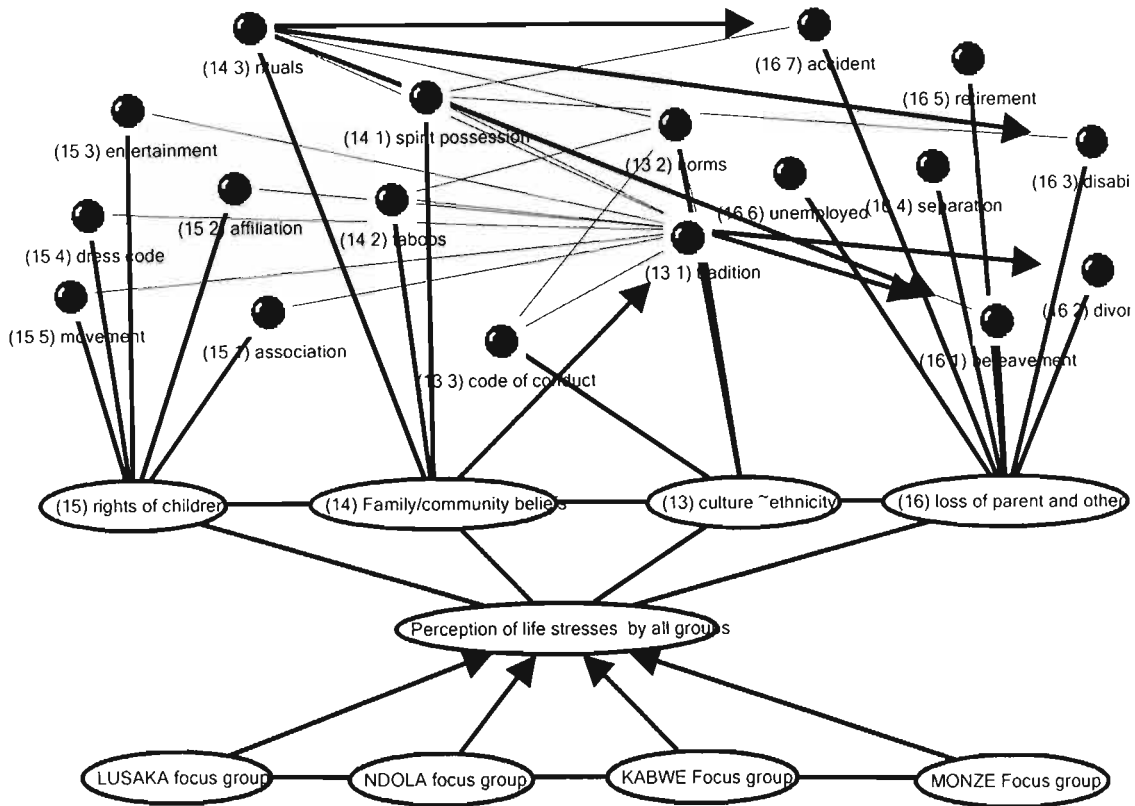 (14 3) rituals
(16 7) accident
(16 5) retirement
(15 3) entertainment
(14 1) spirit possession
(13 2) norms
(16 3) disabi
(15 2) affiliation
(14 2) taboos
(16 6) unemployed
(16 4) separation
(15 4) dress code
(13 1) tradition
(16 2) divor
(15 5) movement
(15 1) association
(13 3) code of conduct
(16 1) bereavement
(15) rights of children
(14) Family/community beliefs
(13) culture ~ethnicity
(16) loss of parent and other
Perception of life stresses by all groups
LUSAKA focus group
NDOLA focus group
KABWE Focus group
MONZE Focus group